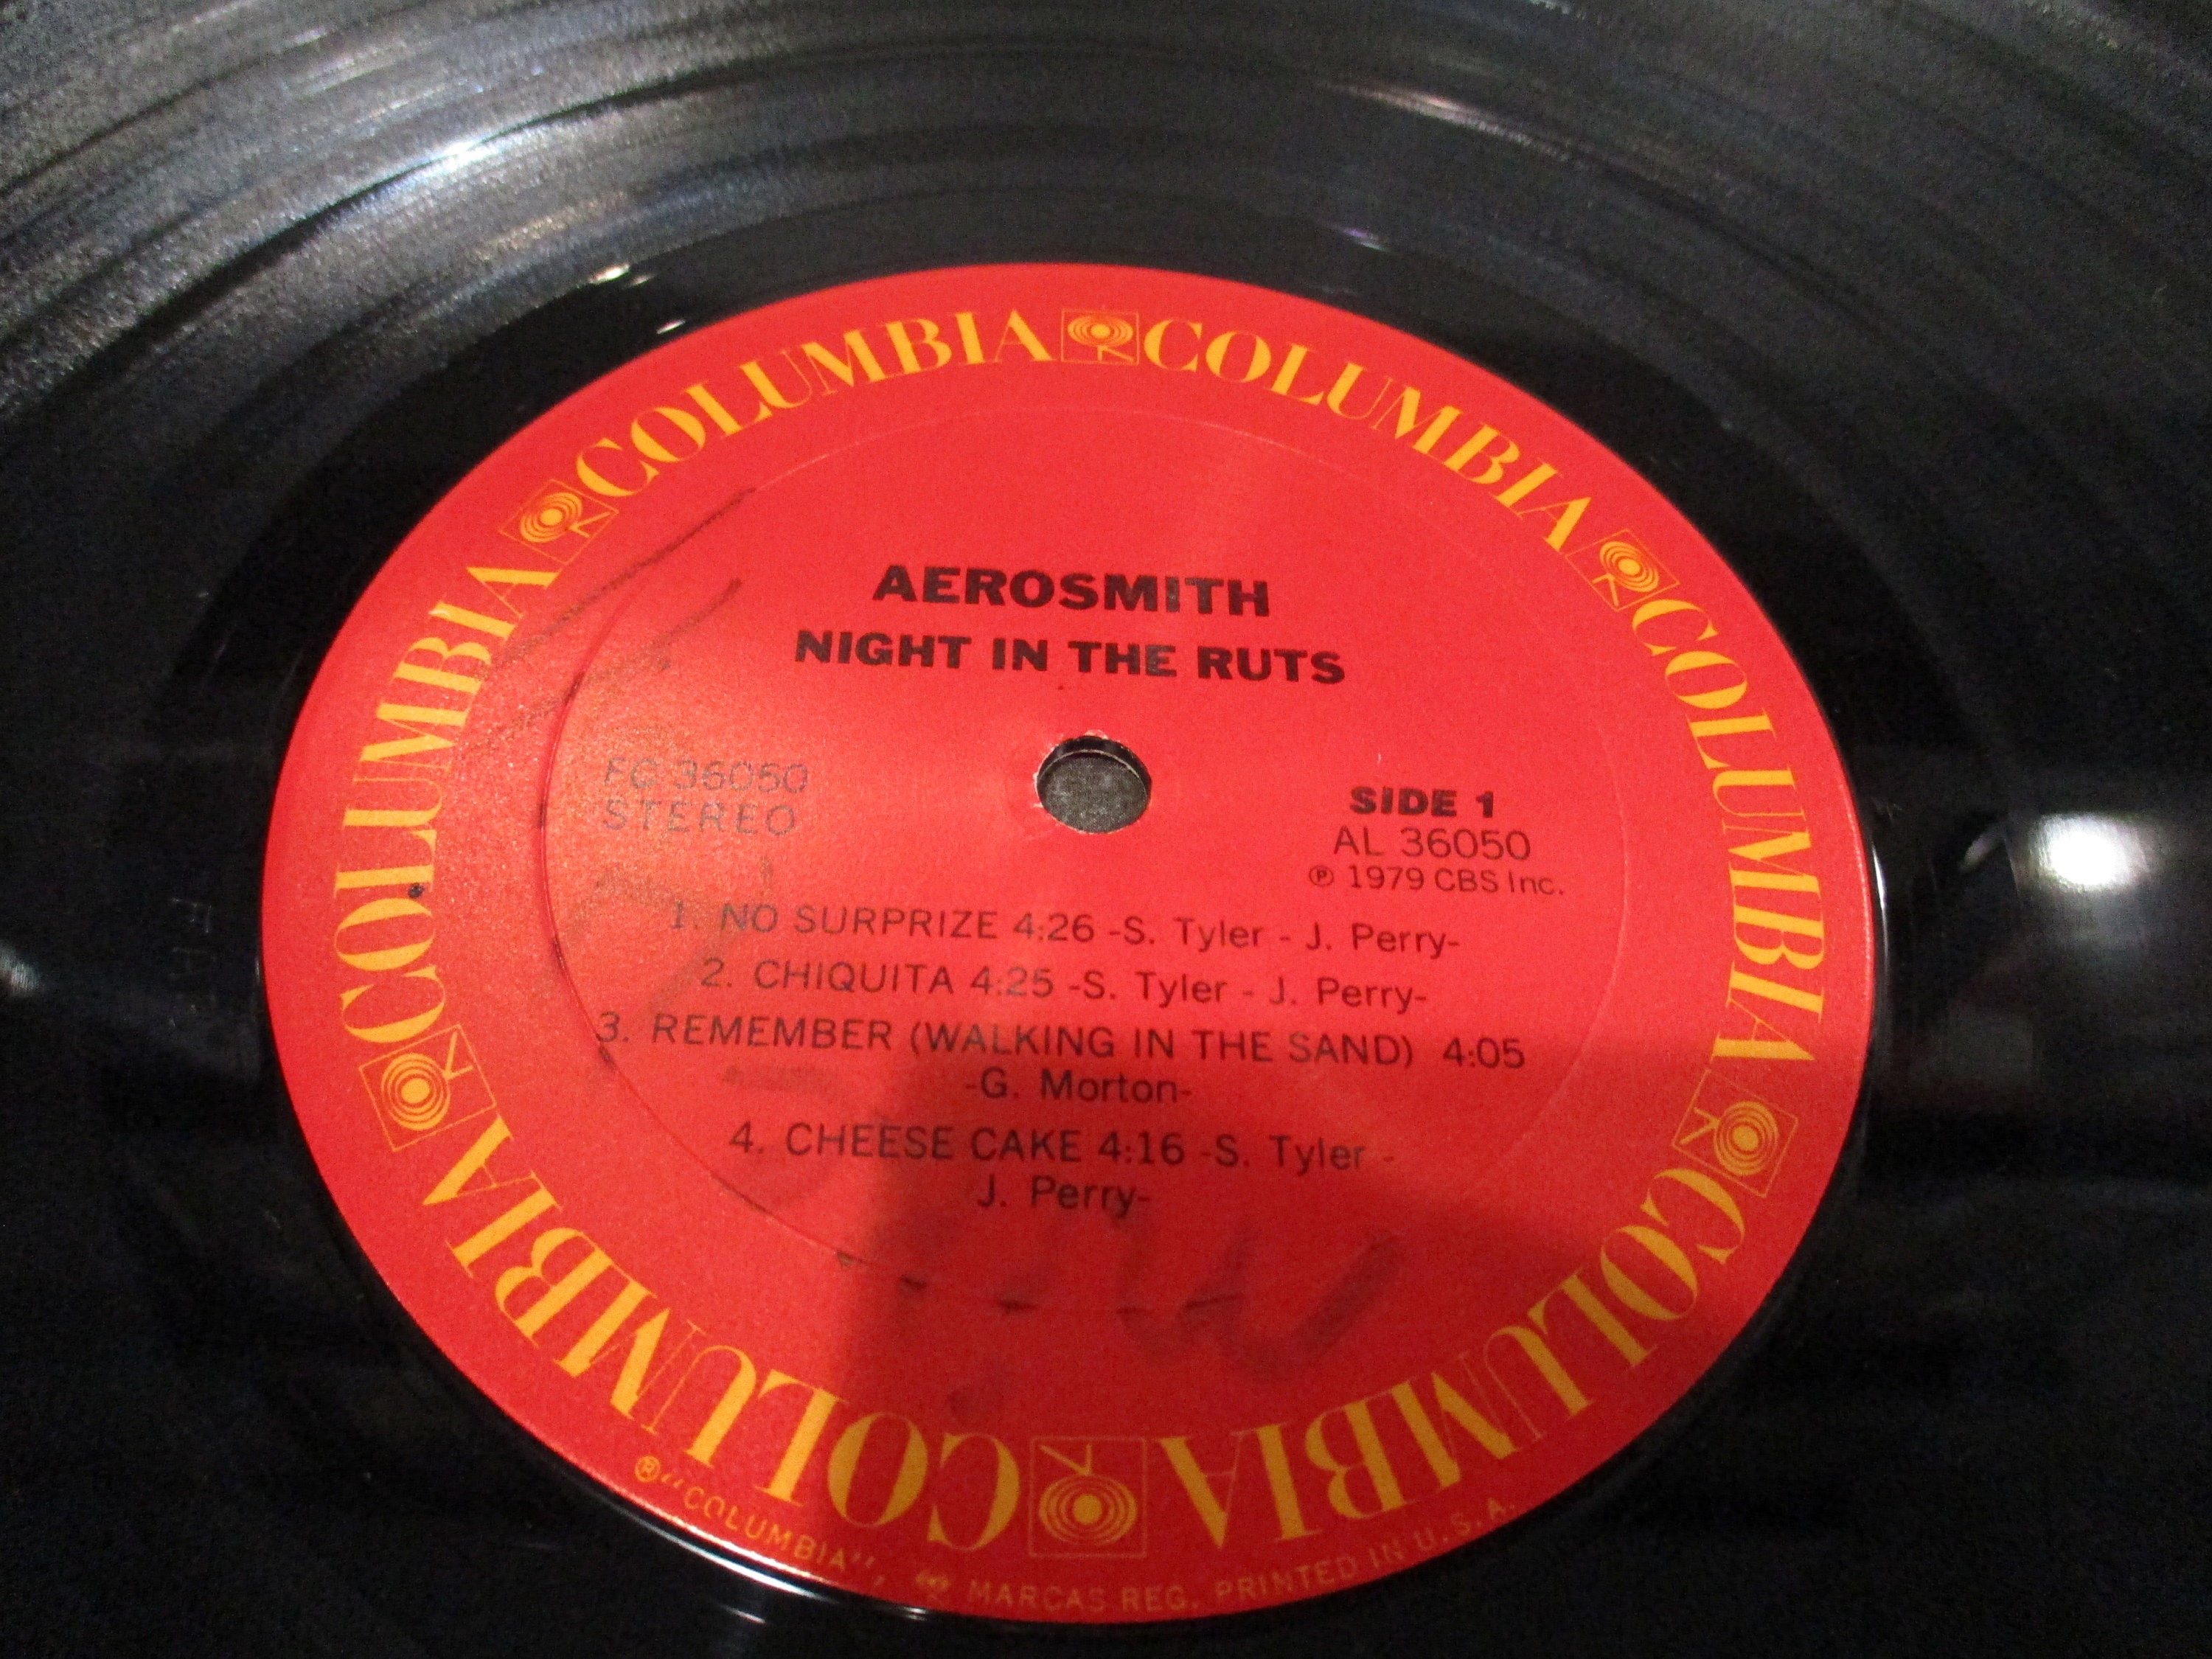 COLUMBIA COLUMBIA COLUMBIA COLUMBIA COLUMBIA COLUMBIA
AEROSMITH
NIGHT IN THE RUTS
FC 36050
STEREO
SIDE 1
AL 36050
℗ 1979 CBS Inc.
1. NO SURPRIZE 4:26 -S. Tyler - J. Perry-
2. CHIQUITA 4:25 -S. Tyler - J. Perry-
3. REMEMBER (WALKING IN THE SAND) 4:05
-G. Morton-
4. CHEESE CAKE 4:16 -S. Tyler -
J. Perry-
® "COLUMBIA", MARCAS REG. PRINTED IN U.S.A.